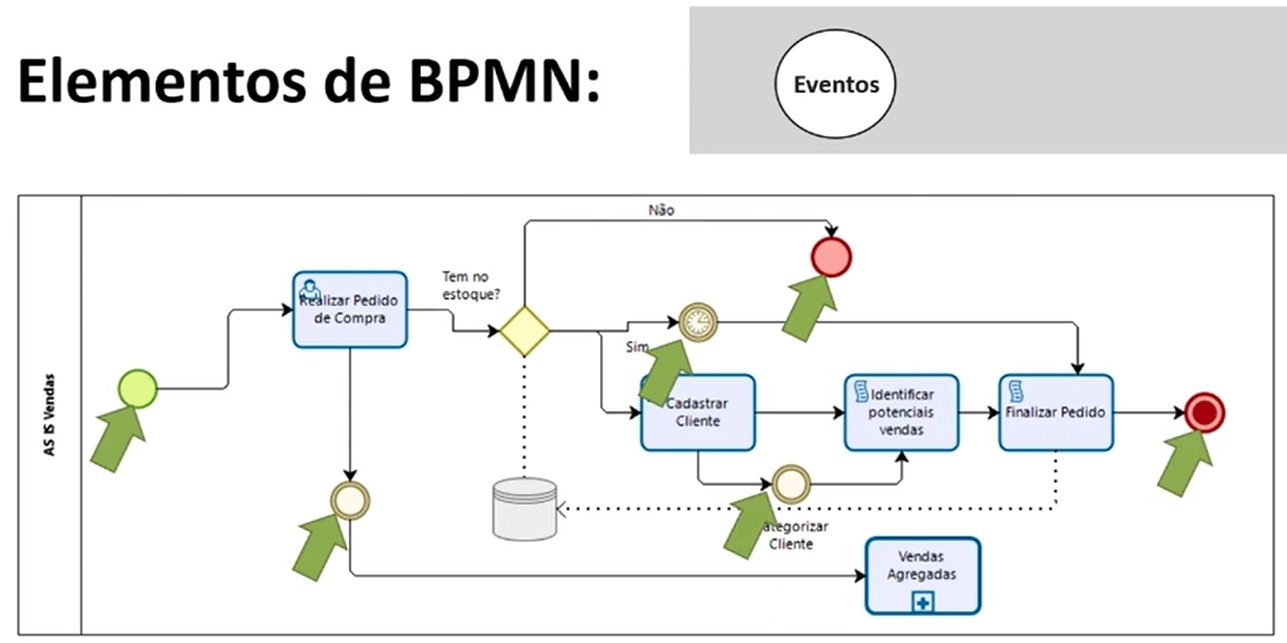 Elementos de BPMN:
Eventos
AS IS Vendas
Não
Tem no
estoque?
Realizar Pedido
de Compra
Sim
Cadastrar
Cliente
Identificar
potenciais
vendas
Finalizar Pedido
ategorizar
Cliente
Vendas
Agregadas